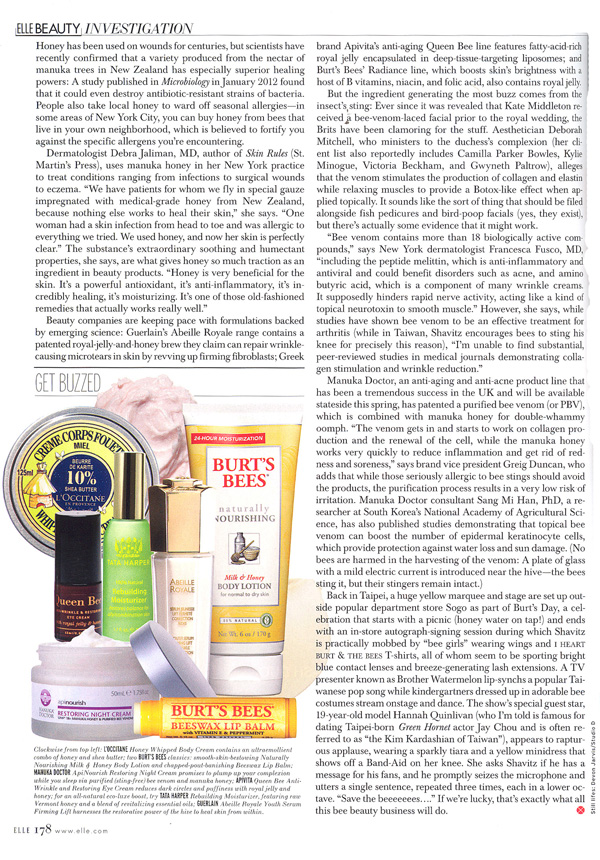 ELLE BEAUTY INVESTIGATION
Honey has been used on wounds for centuries, but scientists have
recently confirmed that a variety produced from the nectar of
manuka trees in New Zealand has especially superior healing
powers: A study published in Microbiology in January 2012 found
that it could even destroy antibiotic-resistant strains of bacteria.
People also take local honey to ward off seasonal allergies—in
some areas of New York City, you can buy honey from bees that
live in your own neighborhood, which is believed to fortify you
against the specific allergens you're encountering.
Dermatologist Debra Jaliman, MD, author of Skin Rules (St.
Martin's Press), uses manuka honey in her New York practice
to treat conditions ranging from infections to surgical wounds
to eczema. “We have patients for whom we fly in special gauze
impregnated with medical-grade honey from New Zealand,
because nothing else works to heal their skin,” she says. “One
woman had a skin infection from head to toe and was allergic to
everything we tried. We used honey, and now her skin is perfectly
clear.” The substance's extraordinary soothing and humectant
properties, she says, are what gives honey so much traction as an
ingredient in beauty products. “Honey is very beneficial for the
skin. It's a powerful antioxidant, it's anti-inflammatory, it's in-
credibly healing, it's moisturizing. It's one of those old-fashioned
remedies that actually works really well.”
Beauty companies are keeping pace with formulations backed
by emerging science: Guerlain's Abeille Royale range contains a
patented royal-jelly-and-honey brew they claim can repair wrinkle-
causing microtears in skin by revving up firming fibroblasts; Greek
brand Apivita's anti-aging Queen Bee line features fatty-acid-rich
royal jelly encapsulated in deep-tissue-targeting liposomes; and
Burt's Bees' Radiance line, which boosts skin's brightness with a
host of B vitamins, niacin, and folic acid, also contains royal jelly.
But the ingredient generating the most buzz comes from the
insect's sting: Ever since it was revealed that Kate Middleton re-
ceived a bee-venom-laced facial prior to the royal wedding, the
Brits have been clamoring for the stuff. Aesthetician Deborah
Mitchell, who ministers to the duchess's complexion (her cli-
ent list also reportedly includes Camilla Parker Bowles, Kylie
Minogue, Victoria Beckham, and Gwyneth Paltrow), alleges
that the venom stimulates the production of collagen and elastin
while relaxing muscles to provide a Botox-like effect when ap-
plied topically. It sounds like the sort of thing that should be filed
alongside fish pedicures and bird-poop facials (yes, they exist),
but there's actually some evidence that it might work.
“Bee venom contains more than 18 biologically active com-
pounds,” says New York dermatologist Francesca Fusco, MD,
“including the peptide melittin, which is anti-inflammatory and
antiviral and could benefit disorders such as acne, and amino
butyric acid, which is a component of many wrinkle creams.
It supposedly hinders rapid nerve activity, acting like a kind of
topical neurotoxin to smooth muscle.” However, she says, while
studies have shown bee venom to be an effective treatment for
arthritis (while in Taiwan, Shavitz encourages bees to sting his
knee for precisely this reason), “I'm unable to find substantial,
peer-reviewed studies in medical journals demonstrating colla-
gen stimulation and wrinkle reduction.”
Manuka Doctor, an anti-aging and anti-acne product line that
has been a tremendous success in the UK and will be available
stateside this spring, has patented a purified bee venom (or PBV),
which is combined with manuka honey for double-whammy
oomph. “The venom gets in and starts to work on collagen pro-
duction and the renewal of the cell, while the manuka honey
works very quickly to reduce inflammation and get rid of red-
ness and soreness,” says brand vice president Greig Duncan, who
adds that while those seriously allergic to bee stings should avoid
the products, the purification process results in a very low risk of
irritation. Manuka Doctor consultant Sang Mi Han, PhD, a re-
searcher at South Korea's National Academy of Agricultural Sci-
ence, has also published studies demonstrating that topical bee
venom can boost the number of epidermal keratinocyte cells,
which provide protection against water loss and sun damage. (No
bees are harmed in the harvesting of the venom: A plate of glass
with a mild electric current is introduced near the hive—the bees
sting it, but their stingers remain intact.)
Back in Taipei, a huge yellow marquee and stage are set up out-
side popular department store Sogo as part of Burt's Day, a cel-
ebration that starts with a picnic (honey water on tap!) and ends
with an in-store autograph-signing session during which Shavitz
is practically mobbed by “bee girls” wearing wings and I HEART
BURT & THE BEES T-shirts, all of whom seem to be sporting bright
blue contact lenses and breeze-generating lash extensions. A TV
presenter known as Brother Watermelon lip-synchs a popular Tai-
wanese pop song while kindergartners dressed up in adorable bee
costumes stream onstage and dance. The show's special guest star,
19-year-old model Hannah Quinlivan (who I'm told is famous for
dating Taipei-born Green Hornet actor Jay Chou and is often re-
ferred to as “the Kim Kardashian of Taiwan”), appears to raptur-
ous applause, wearing a sparkly tiara and a yellow minidress that
shows off a Band-Aid on her knee. She asks Shavitz if he has a
message for his fans, and he promptly seizes the microphone and
utters a single sentence, repeated three times, each in a lower oc-
tave. “Save the beeeeeees….” If we're lucky, that's exactly what all
this bee beauty business will do.
GET BUZZED
CRÈME CORPS FOUETTÉE
MIEL
125ml
BEURRE
DE KARITÉ
10%
SHEA BUTTER
L'OCCITANE
EN PROVENCE
24-HOUR MOISTURIZATION
BURT'S
BEES
naturally
NOURISHING
Milk & Honey
BODY LOTION
for normal to dry skin
Net Wt. 6 oz / 170 g
TATA HARPER
Rebuilding
Moisturizer
ABEILLE
ROYALE
Queen Bee
50mL
MANUKA
DOCTOR
apinourish
RESTORING NIGHT CREAM
BURT'S BEES
BEESWAX LIP BALM
with VITAMIN E & PEPPERMINT
Clockwise from top left: L'OCCITANE Honey Whipped Body Cream contains an ultraemollient
combo of honey and shea butter; two BURT'S BEES classics: smooth-skin-bestowing Naturally
Nourishing Milk & Honey Body Lotion and chapped-pout-banishing Beeswax Lip Balm;
MANUKA DOCTOR ApiNourish Restoring Night Cream promises to plump up your complexion
while you sleep via purified (sting-free) bee venom and manuka honey; APIVITA Queen Bee Anti-
Wrinkle and Restoring Eye Cream reduces dark circles and puffiness with royal jelly and
honey; for an all-natural eco-luxe boost, try TATA HARPER Rebuilding Moisturizer, featuring raw
Vermont honey and a blend of revitalizing essential oils; GUERLAIN Abeille Royale Youth Serum
Firming Lift harnesses the restorative power of the hive to heal skin from within.
Still lifes: Devon Jarvis/Studio D
ELLE 178 www.elle.com